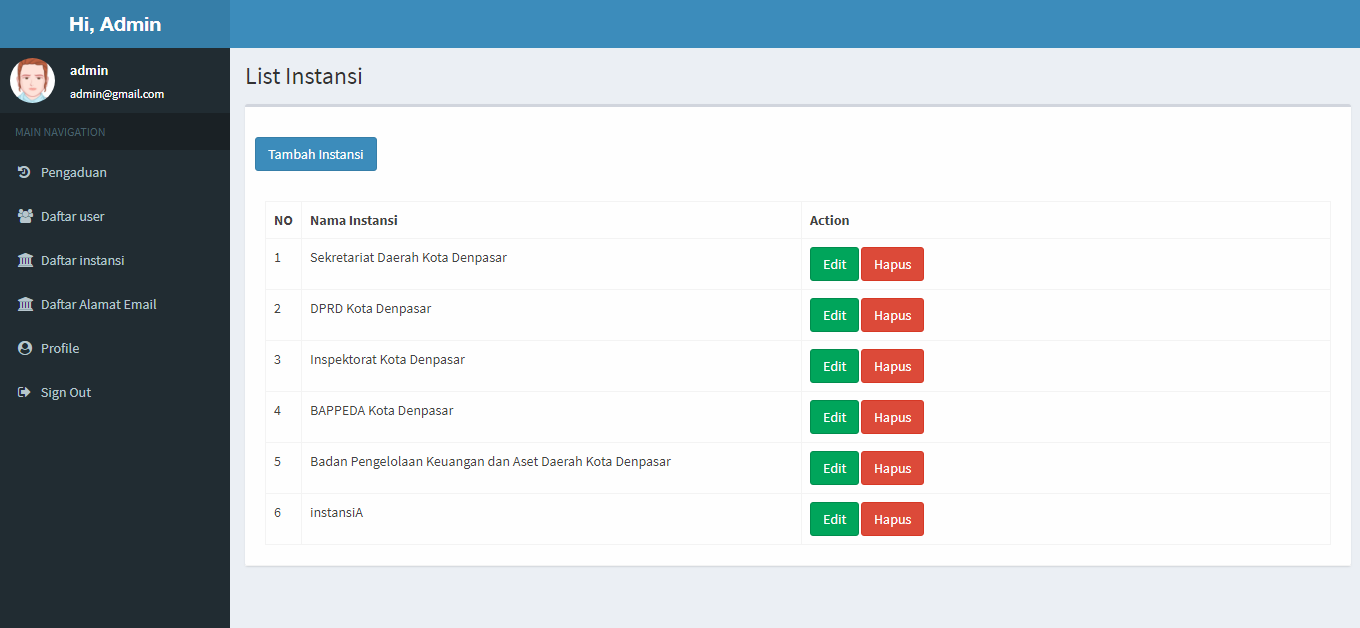 Hi, Admin
admin
admin@gmail.com
MAIN NAVIGATION
Pengaduan
Daftar user
Daftar instansi
Daftar Alamat Email
Profile
Sign Out
List Instansi
Tambah Instansi
NO Nama Instansi Action
1 Sekretariat Daerah Kota Denpasar Edit Hapus
2 DPRD Kota Denpasar Edit Hapus
3 Inspektorat Kota Denpasar Edit Hapus
4 BAPPEDA Kota Denpasar Edit Hapus
5 Badan Pengelolaan Keuangan dan Aset Daerah Kota Denpasar Edit Hapus
6 instansiA Edit Hapus